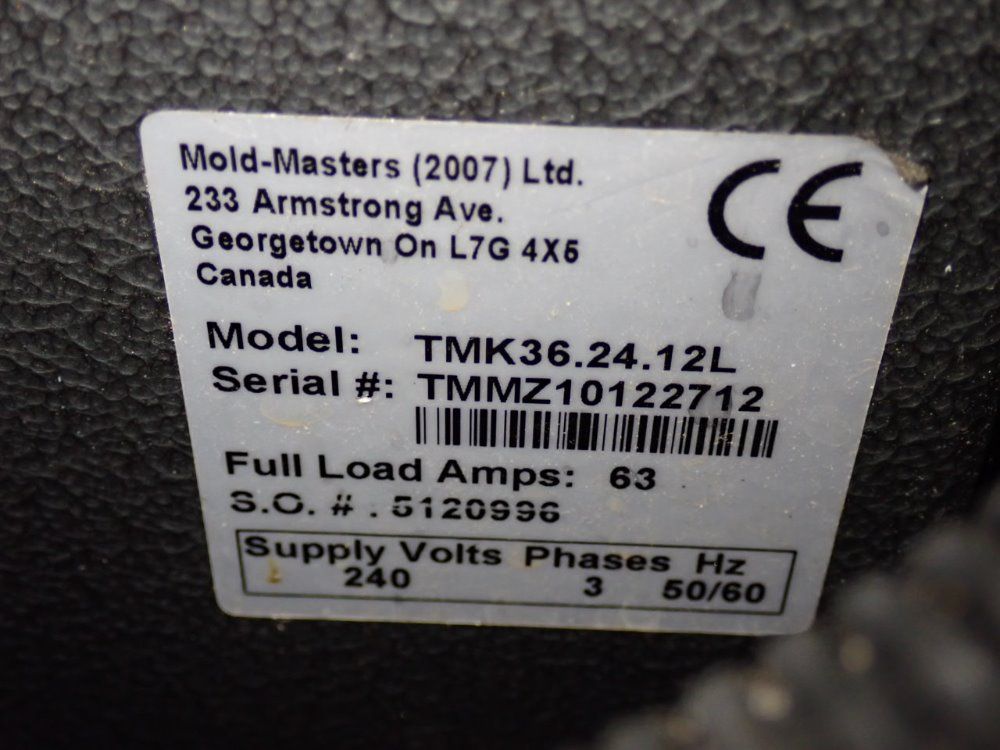 Mold-Masters (2007) Ltd.
233 Armstrong Ave.
Georgetown On L7G 4X5
Canada
CE
Model: TMK36.24.12L
Serial #: TMMZ10122712
Full Load Amps: 63
S.O. # . 5120996
Supply Volts Phases Hz
240 3 50/60